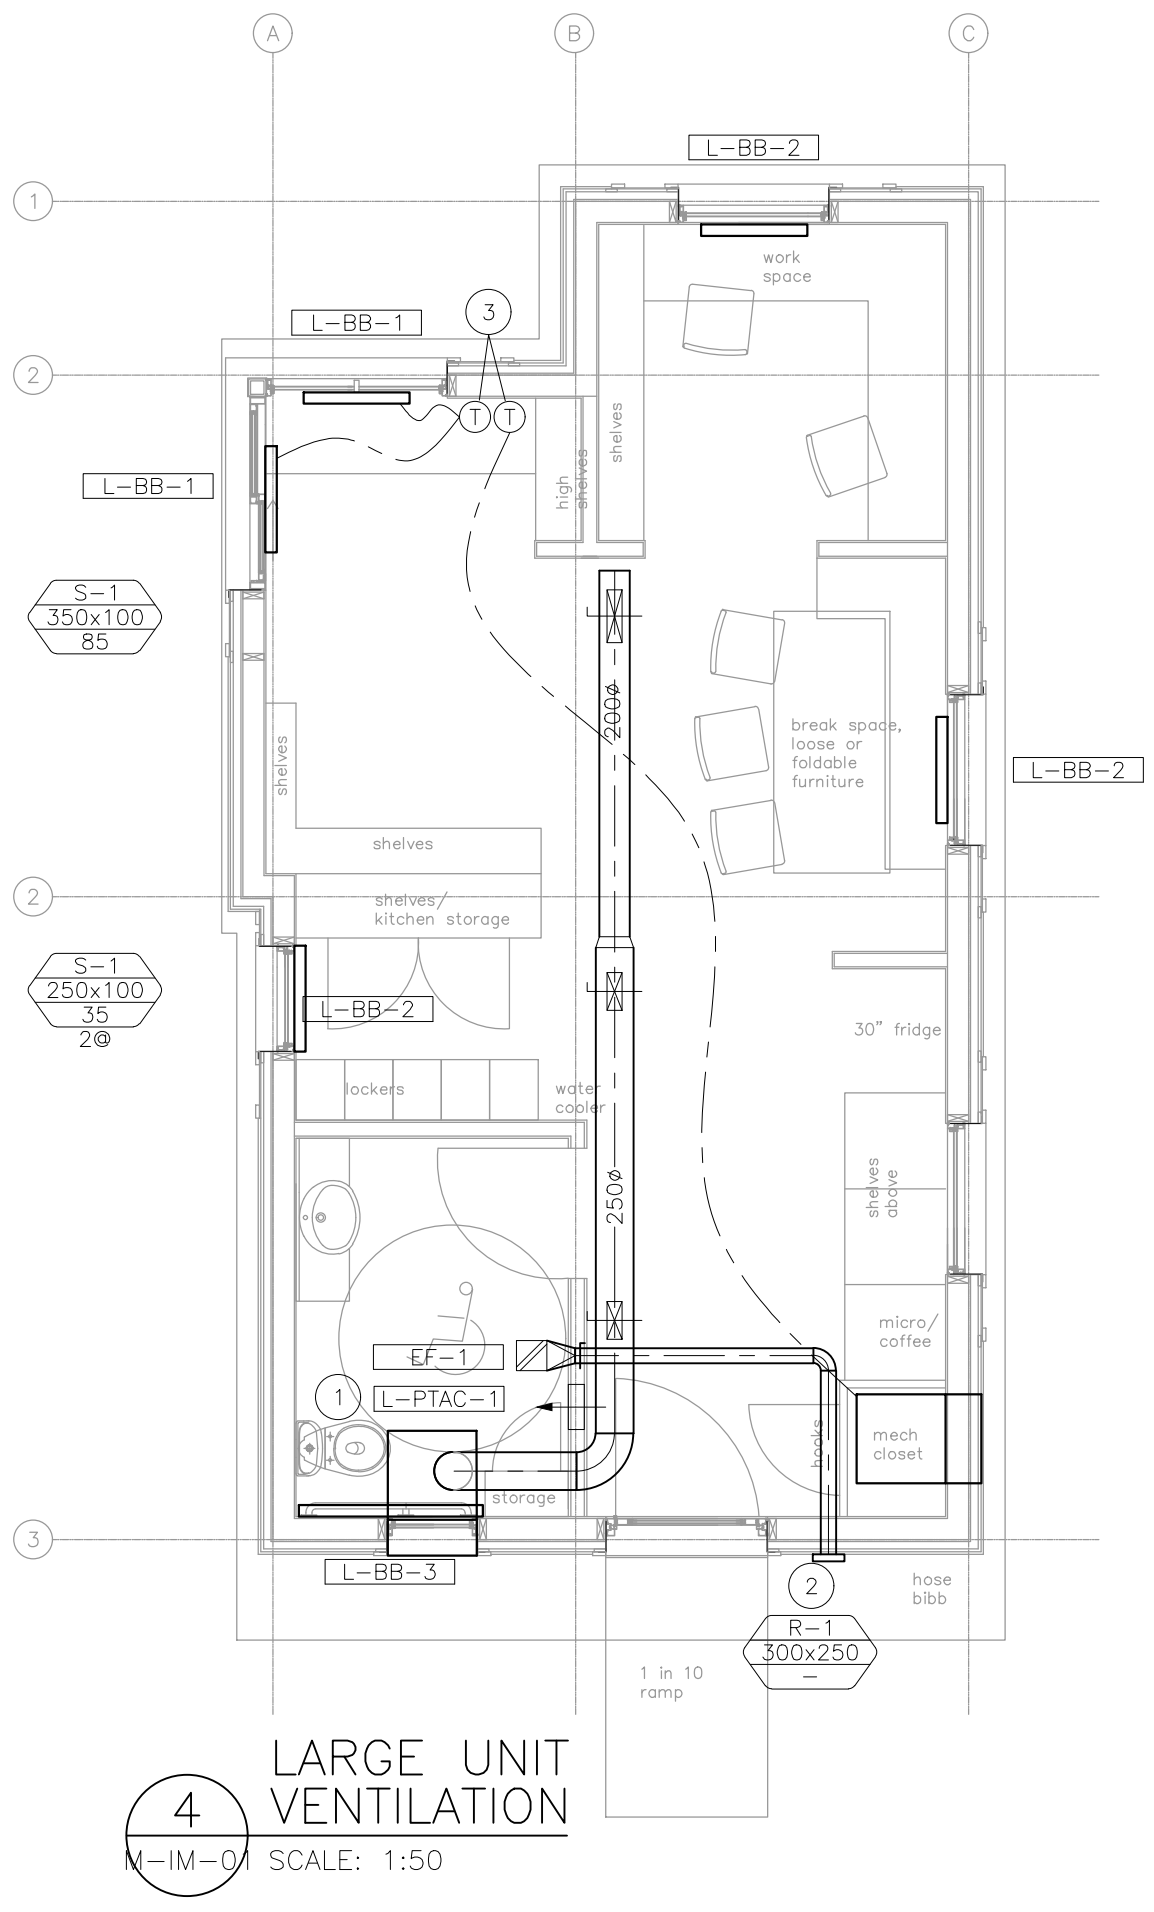 A
B
C
L-BB-2
1
work
space
3
L-BB-1
2
T
T
shelves
high
shelves
L-BB-1
S-1
350x100
85
200ø
break space,
loose or
foldable
furniture
L-BB-2
shelves
shelves
2
shelves/
kitchen storage
S-1
250x100
35
2@
L-BB-2
30" fridge
lockers
water
cooler
250ø
shelves
above
micro/
coffee
EF-1
1
L-PTAC-1
hooks
mech
closet
storage
3
L-BB-3
2
hose
bibb
R-1
300x250
-
1 in 10
ramp
LARGE UNIT
VENTILATION
4
M-IM-01
SCALE: 1:50